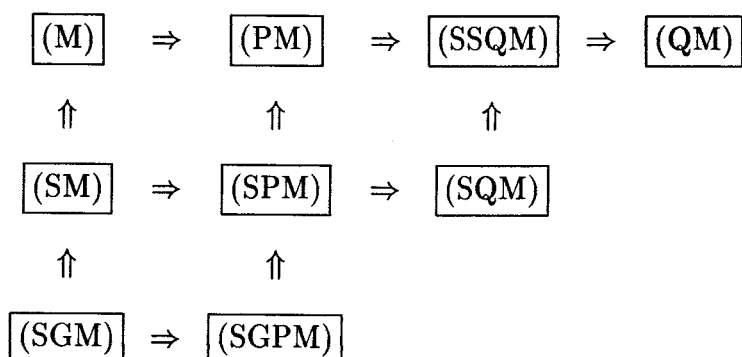 (M) ⇒ (PM) ⇒ (SSQM) ⇒ (QM)
⇑ ⇑ ⇑
(SM) ⇒ (SPM) ⇒ (SQM)
⇑ ⇑
(SGM) ⇒ (SGPM)